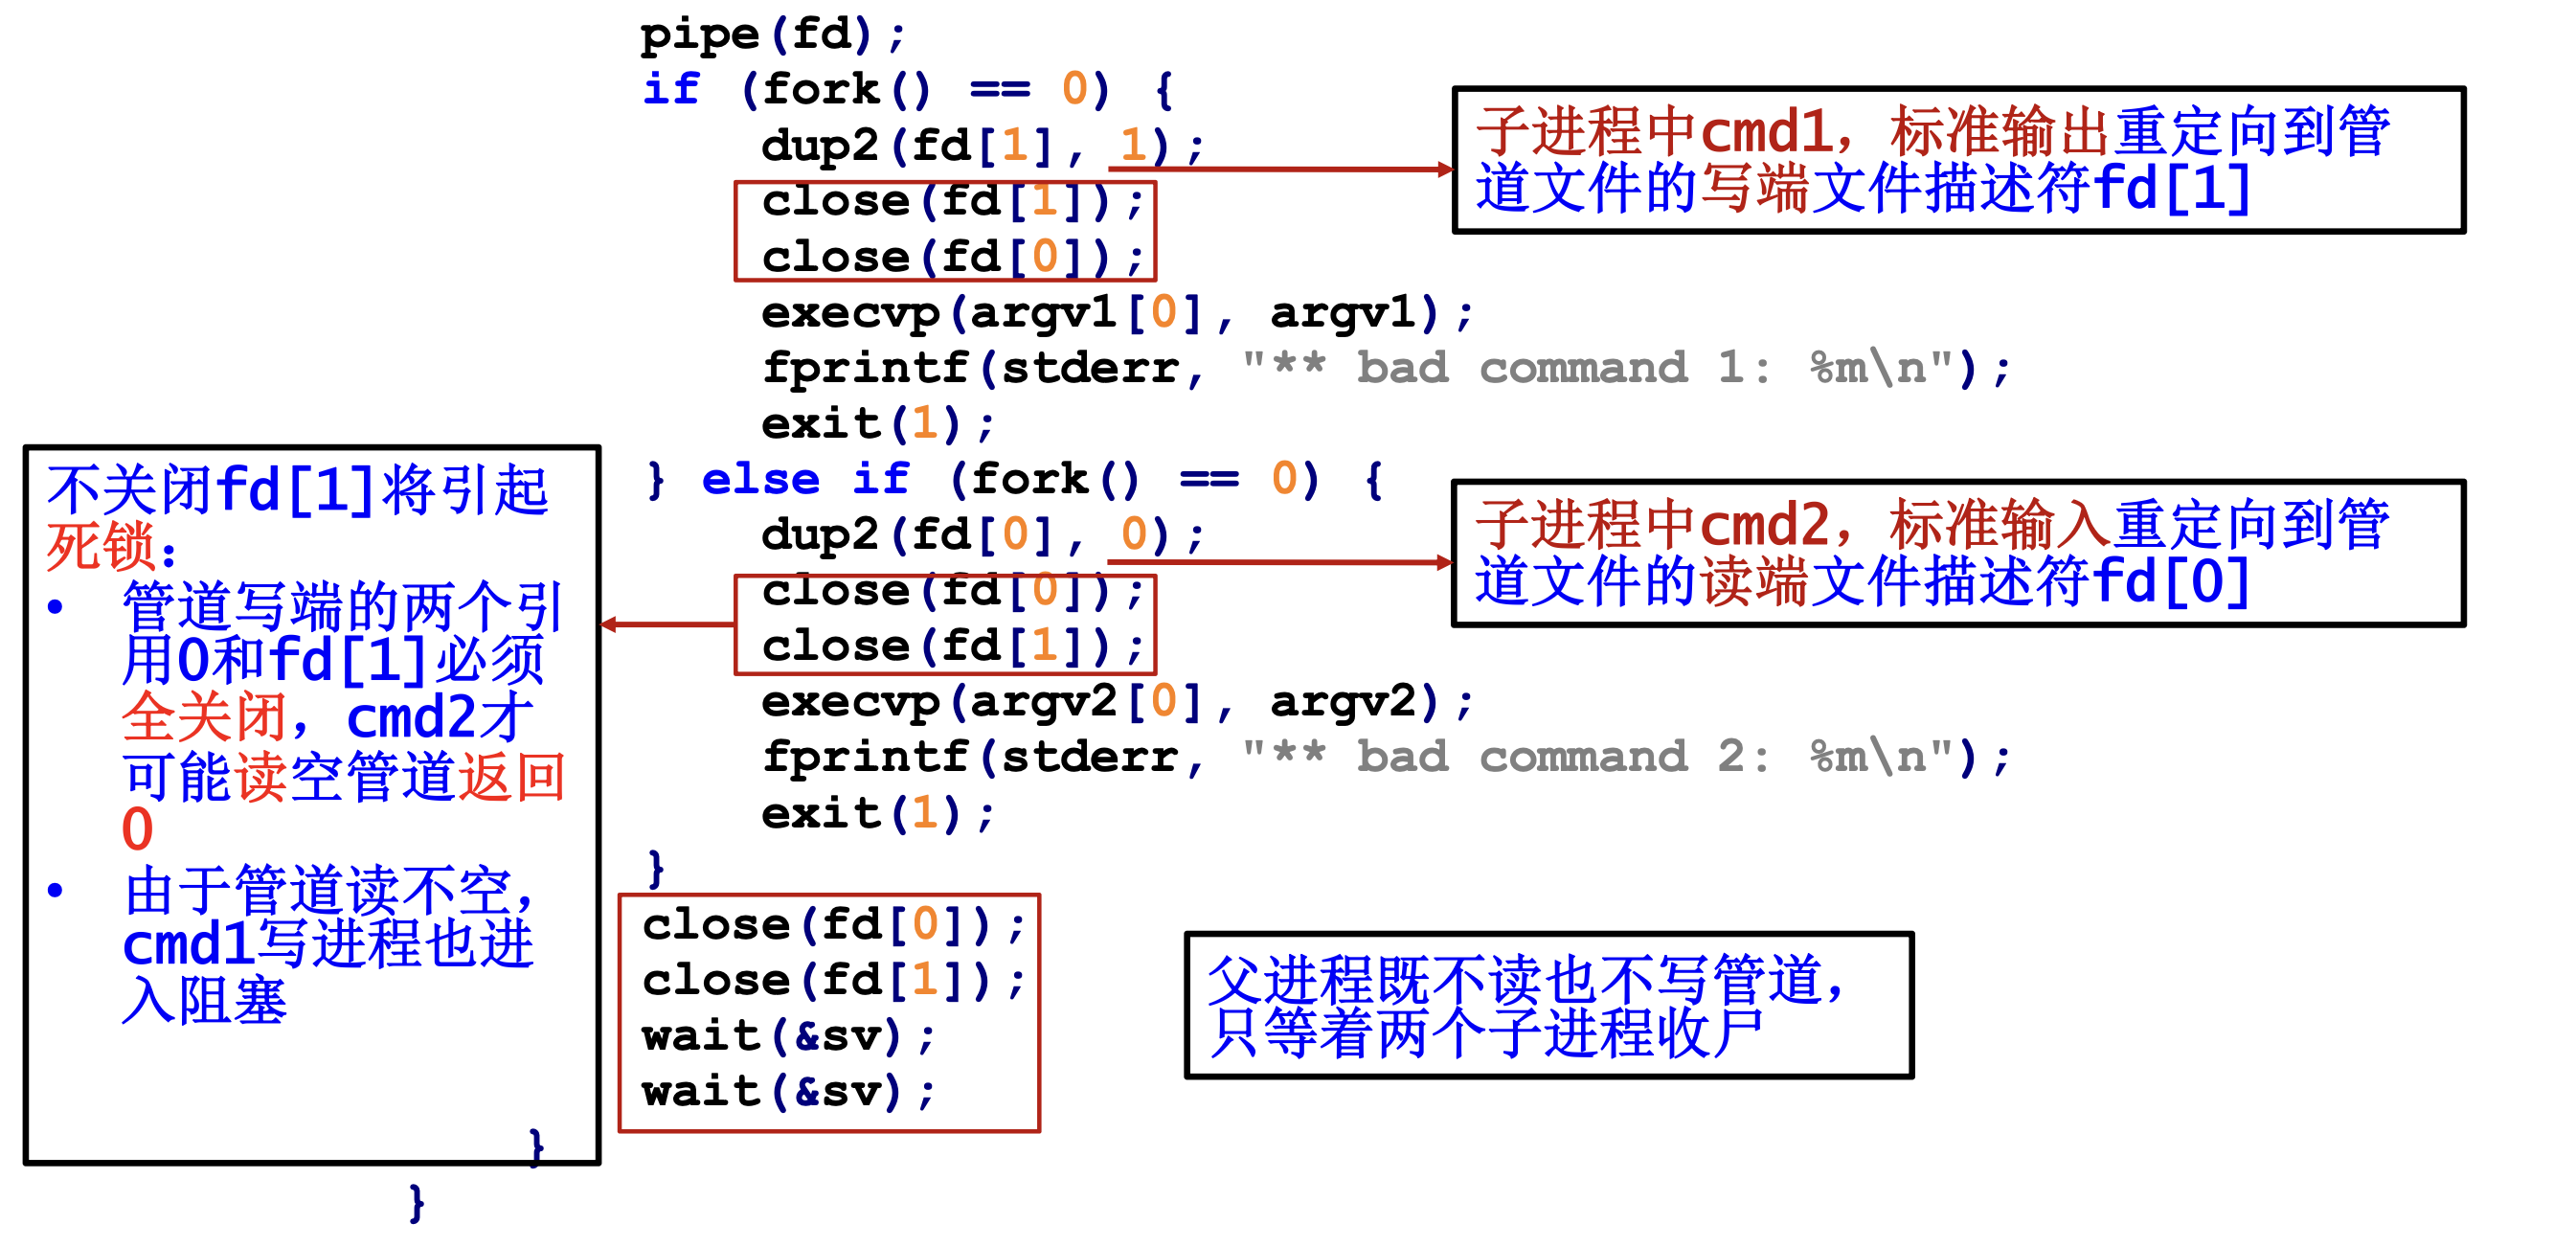 pipe(fd);
if (fork() == 0) {
dup2(fd[1], 1);
close(fd[1]);
close(fd[0]);
execvp(argv1[0], argv1);
fprintf(stderr, "** bad command 1: %m\n");
exit(1);
} else if (fork() == 0) {
dup2(fd[0], 0);
close(fd[0]);
close(fd[1]);
execvp(argv2[0], argv2);
fprintf(stderr, "** bad command 2: %m\n");
exit(1);
}
close(fd[0]);
close(fd[1]);
wait(&sv);
wait(&sv);
}
}
子进程中cmd1，标准输出重定向到管
道文件的写端文件描述符fd[1]
子进程中cmd2，标准输入重定向到管
道文件的读端文件描述符fd[0]
不关闭fd[1]将引起
死锁：
• 管道写端的两个引
用0和fd[1]必须
全关闭，cmd2才
可能读空管道返回
0
• 由于管道读不空，
cmd1写进程也进
入阻塞
父进程既不读也不写管道，
只等着两个子进程收尸